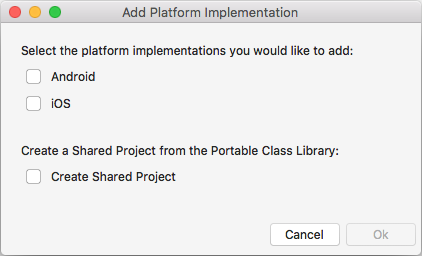 Add Platform Implementation
Select the platform implementations you would like to add:
Android
iOS
Create a Shared Project from the Portable Class Library:
Create Shared Project
Cancel Ok